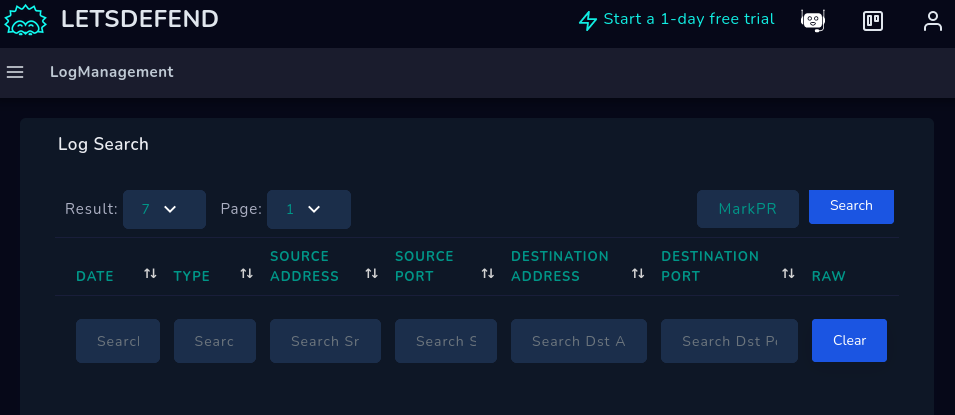 LETSDEFEND
Start a 1-day free trial
LogManagement
Log Search
Result: 7 Page: 1 MarkPR Search
DATE TYPE SOURCE ADDRESS SOURCE PORT DESTINATION ADDRESS DESTINATION PORT RAW
Search Searc Search Sr Search S Search Dst A Search Dst Po Clear